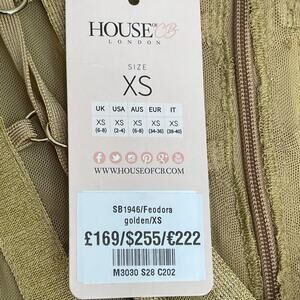 HOUSE OF CB
LONDON
SIZE
XS
UK USA AUS EUR IT
XS XS XS XS XS
(6-8) (2-4) (6-8) (34-36) (38-40)
WWW.HOUSEOFCB.COM
SB1946/Feodora
golden/XS
£169/$255/€222
M3030 S28 C202